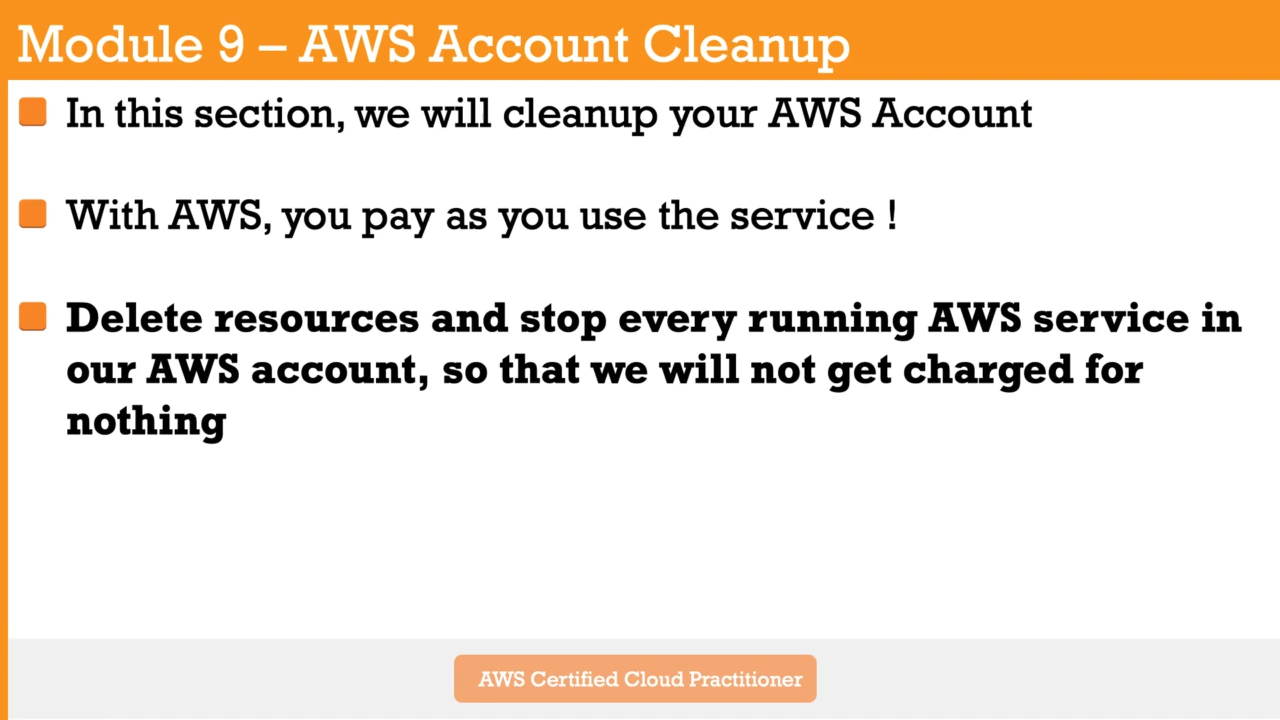 Module 9 – AWS Account Cleanup
In this section, we will cleanup your AWS Account
With AWS, you pay as you use the service !
Delete resources and stop every running AWS service in
our AWS account, so that we will not get charged for
nothing
AWS Certified Cloud Practitioner